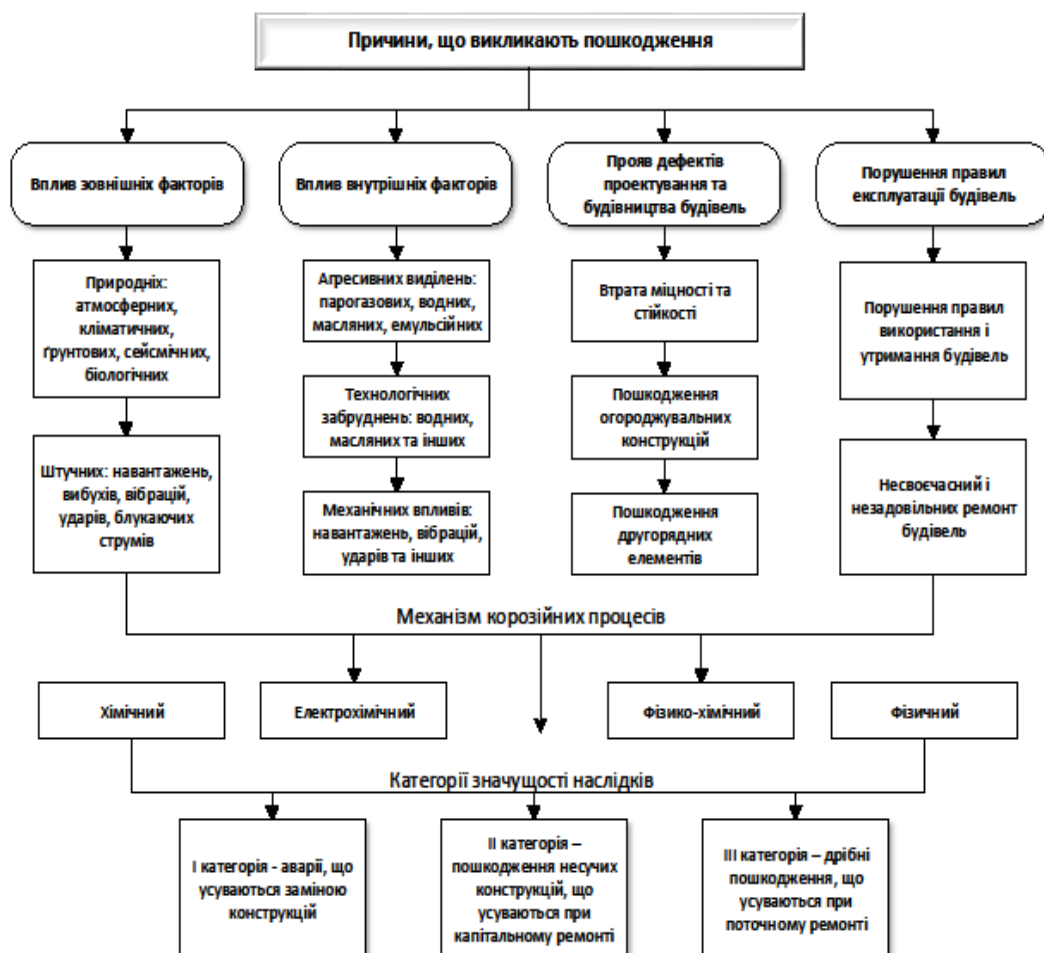 Причини, що викликають пошкодження
Вплив зовнішніх факторів
Вплив внутрішніх факторів
Прояв дефектів
проектування та
будівництва будівель
Порушення правил
експлуатації будівель
Природніх:
атмосферних,
кліматичних,
ґрунтових, сейсмічних,
біологічних
Агресивних виділень:
парогазових, водних,
масляних, емульсійних
Втрата міцності та
стійкості
Порушення правил
використання і
утримання будівель
Технологічних
забруднень: водних,
масляних та інших
Пошкодження
огороджувальних
конструкцій
Штучних: навантажень,
вибухів, вібрацій,
ударів, блукаючих
струмів
Механічних впливів:
навантажень, вібрацій,
ударів та інших
Пошкодження
другорядних
елементів
Несвоєчасний і
незадовільних ремонт
будівель
Механізм корозійних процесів
Хімічний
Електрохімічний
Фізико-хімічний
Фізичний
Категорії значущості наслідків
І категорія - аварії, що
усуваються заміною
конструкцій
ІІ категорія –
пошкодження несучих
конструкцій, що
усуваються при
капітальному ремонті
ІІІ категорія – дрібні
пошкодження, що
усуваються при
поточному ремонті